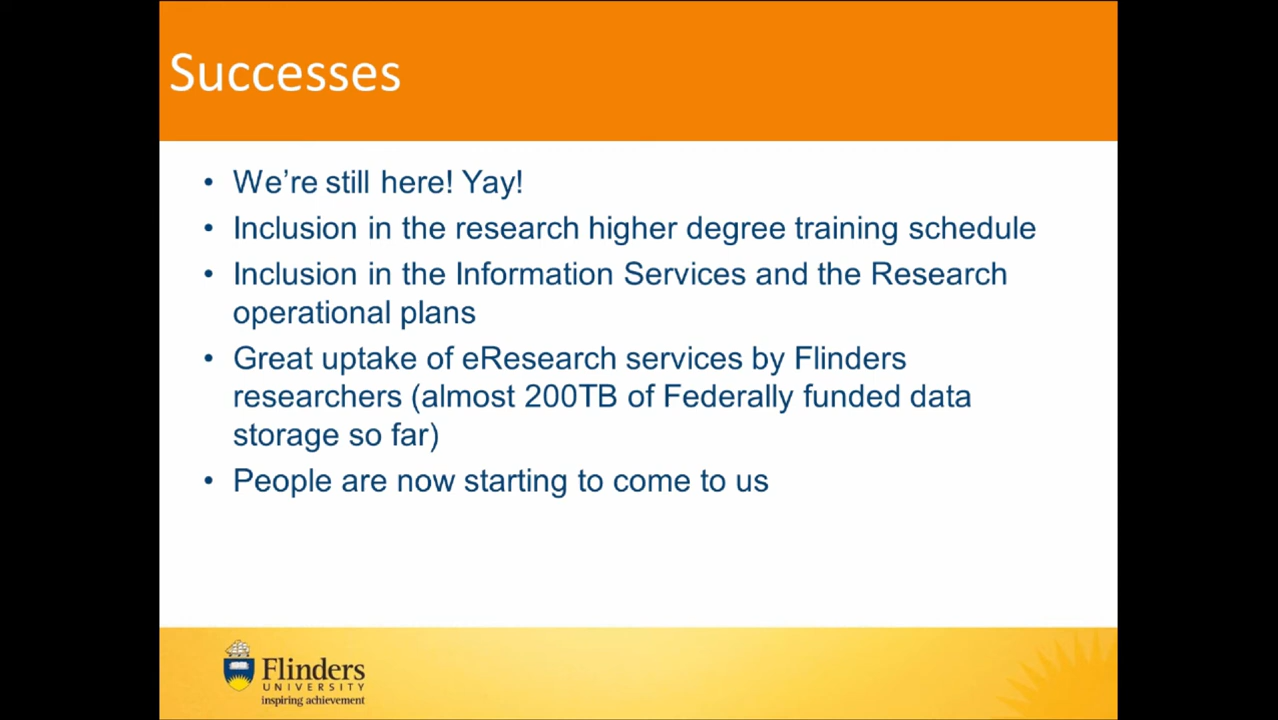 Successes
• We're still here! Yay!
• Inclusion in the research higher degree training schedule
• Inclusion in the Information Services and the Research
operational plans
• Great uptake of eResearch services by Flinders
researchers (almost 200TB of Federally funded data
storage so far)
• People are now starting to come to us
Flinders
UNIVERSITY
inspiring achievement